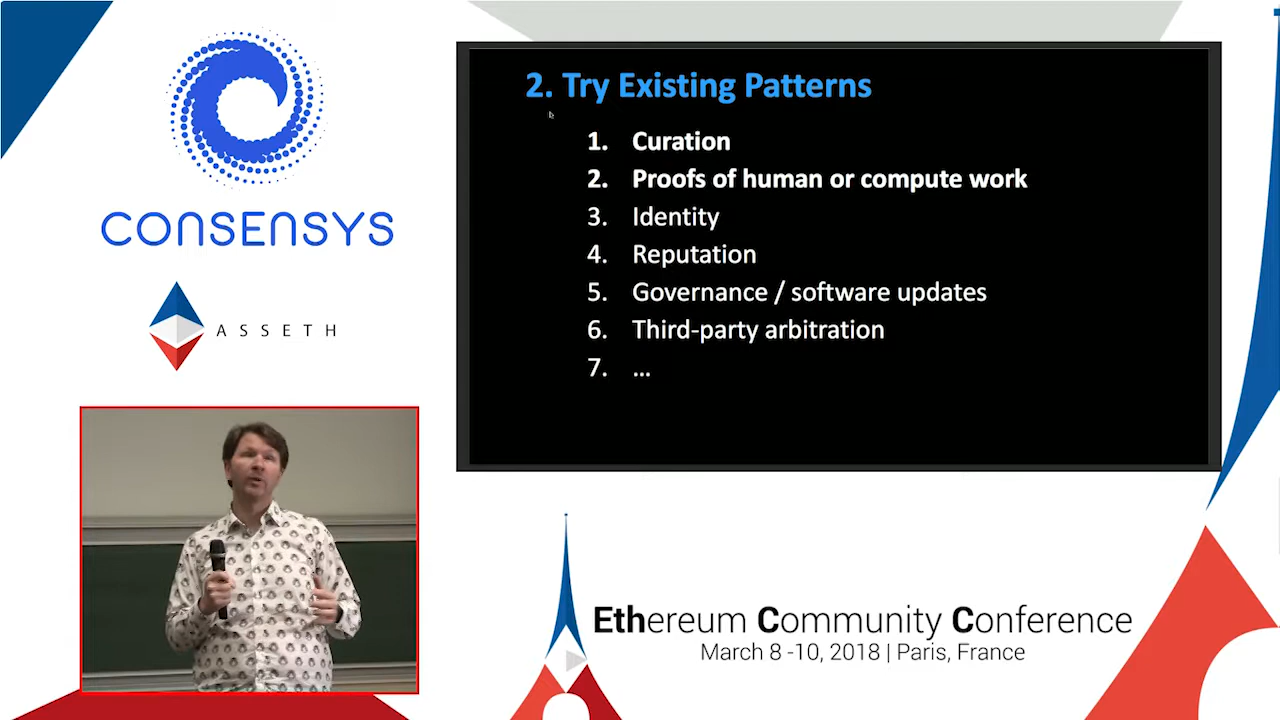 CONSENSYS
ASSETH
2. Try Existing Patterns
1. Curation
2. Proofs of human or compute work
3. Identity
4. Reputation
5. Governance / software updates
6. Third-party arbitration
7. ...
Ethereum Community Conference
March 8 -10, 2018 | Paris, France